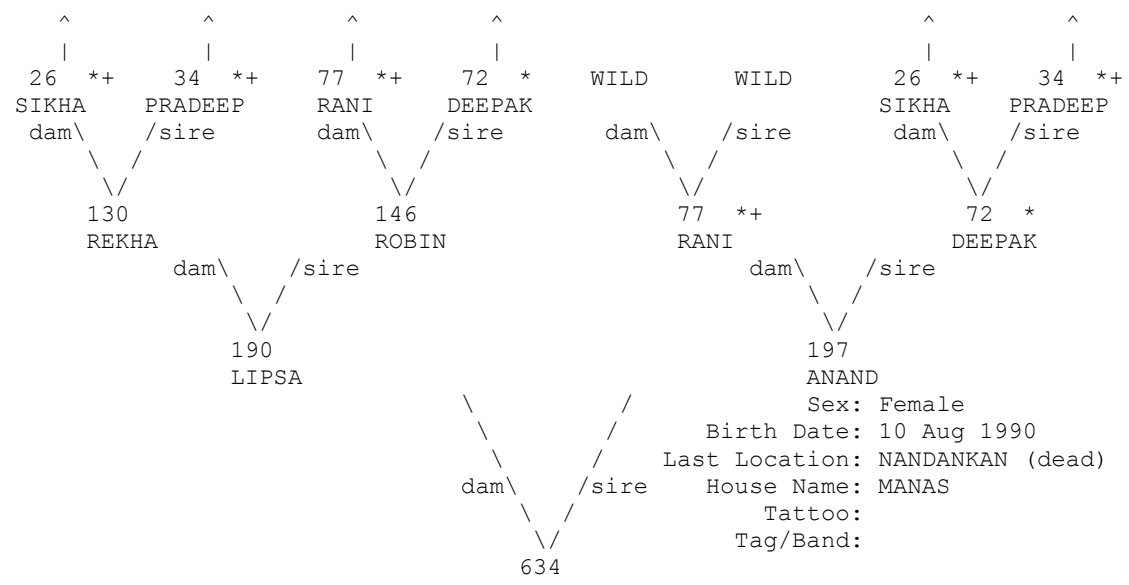 ^ ^ ^ ^ ^ ^
| | | | | |
26 *+ 34 *+ 77 *+ 72 * WILD WILD 26 *+ 34 *+
SIKHA PRADEEP RANI DEEPAK SIKHA PRADEEP
dam\ /sire dam\ /sire dam\ /sire dam\ /sire
\ / \ / \ / \ /
\/ \/ \/ \/
130 146 77 *+ 72 *
REKHA ROBIN RANI DEEPAK
dam\ /sire dam\ /sire
\ / \ /
\/ \/
190 197
LIPSA ANAND
\ / Sex: Female
\ / Birth Date: 10 Aug 1990
\ / Last Location: NANDANKAN (dead)
dam\ /sire House Name: MANAS
\ / Tattoo:
\/ Tag/Band:
634